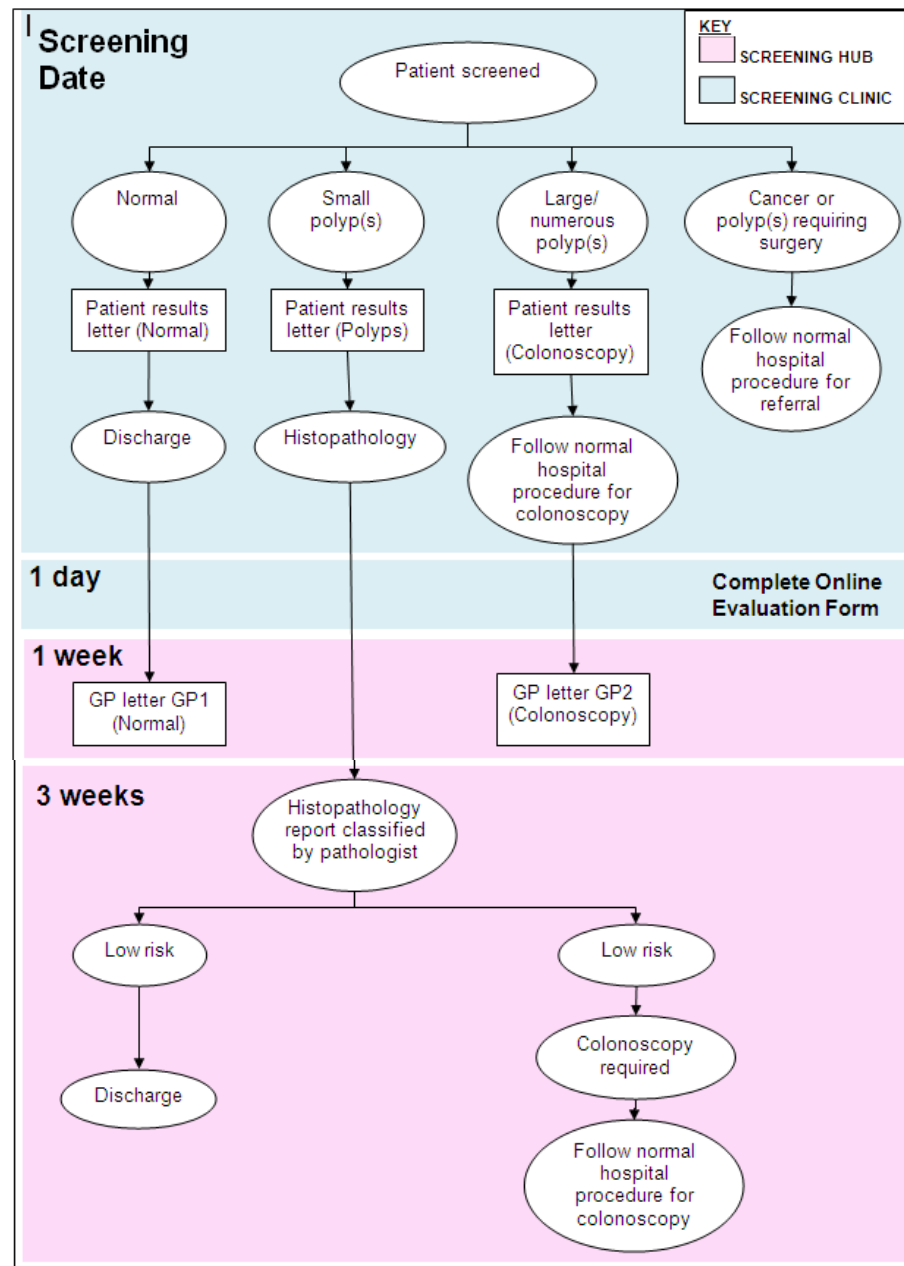 Screening
Date
KEY
SCREENING HUB
SCREENING CLINIC
Patient screened
Normal
Small
polyp(s)
Large/
numerous
polyp(s)
Cancer or
polyp(s) requiring
surgery
Patient results
letter (Normal)
Patient results
letter (Polyps)
Patient results
letter
(Colonoscopy)
Follow normal
hospital
procedure for
referral
Discharge
Histopathology
Follow normal
hospital
procedure for
colonoscopy
1 day
Complete Online
Evaluation Form
1 week
GP letter GP1
(Normal)
GP letter GP2
(Colonoscopy)
3 weeks
Histopathology
report classified
by pathologist
Low risk
Low risk
Colonoscopy
required
Discharge
Follow normal
hospital
procedure for
colonoscopy